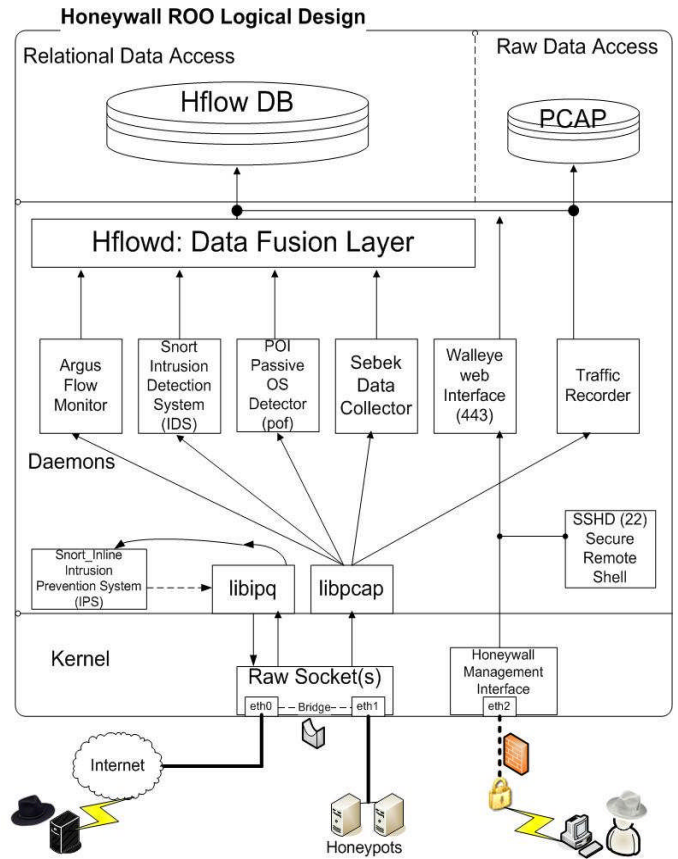 Honeywall ROO Logical Design
Relational Data Access
Raw Data Access
Hflow DB
PCAP
Hflowd: Data Fusion Layer
Argus
Flow
Monitor
Snort
Intrusion
Detection
System
(IDS)
POI
Passive
OS
Detector
(pof)
Sebek
Data
Collector
Walleye
web
Interface
(443)
Traffic
Recorder
Daemons
SSHD (22)
Secure
Remote
Shell
Snort_Inline
Intrusion
Prevention System
(IPS)
libipq
libpcap
Kernel
Raw Socket(s)
eth0
Bridge
eth1
Honeywall
Management
Interface
eth2
Internet
Honeypots